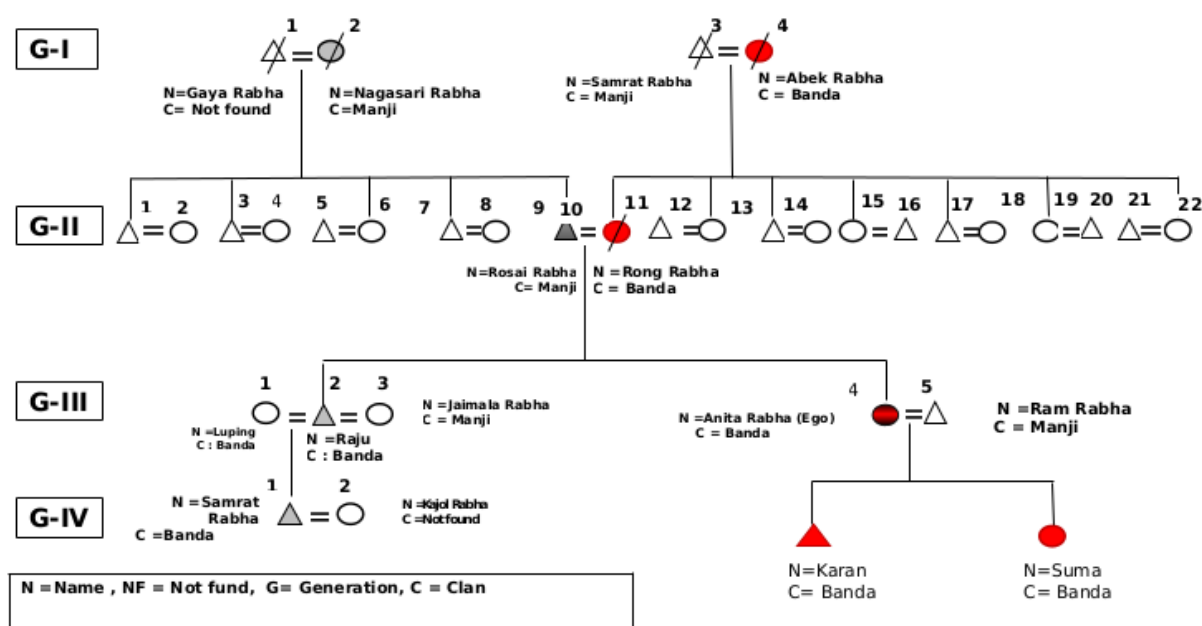 G-I
1 2 3 4
N=Gaya Rabha
C= Not found
N=Nagasari Rabha
C=Manji
N =Samrat Rabha
C = Manji
N =Abek Rabha
C = Banda
G-II
1 2 3 4 5 6 7 8 9 10 11 12 13 14 15 16 17 18 19 20 21 22
N=Rosai Rabha
C= Manji
N = Rong Rabha
C = Banda
G-III
1 2 3 4 5
N =Luping
C : Banda
N = Raju
C : Banda
N = Jaimala Rabha
C = Manji
N =Anita Rabha (Ego)
C = Banda
N =Ram Rabha
C = Manji
G-IV
1 2
N =Samrat
Rabha
C =Banda
N =Kajol Rabha
C =Notfound
N=Karan
C= Banda
N=Suma
C= Banda
N =Name , NF = Not fund, G= Generation, C = Clan